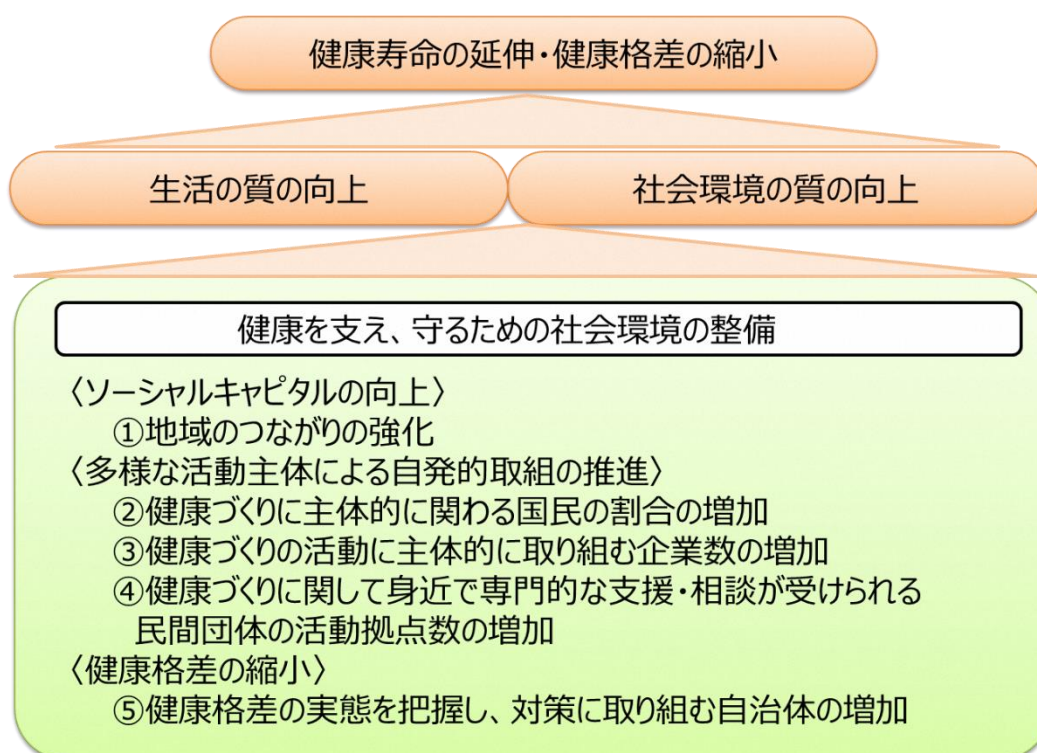 健康寿命の延伸・健康格差の縮小
生活の質の向上
社会環境の質の向上
健康を支え、守るための社会環境の整備
〈ソーシャルキャピタルの向上〉
①地域のつながりの強化
〈多様な活動主体による自発的取組の推進〉
②健康づくりに主体的に関わる国民の割合の増加
③健康づくりの活動に主体的に取り組む企業数の増加
④健康づくりに関して身近で専門的な支援・相談が受けられる
民間団体の活動拠点数の増加
〈健康格差の縮小〉
⑤健康格差の実態を把握し、対策に取り組む自治体の増加